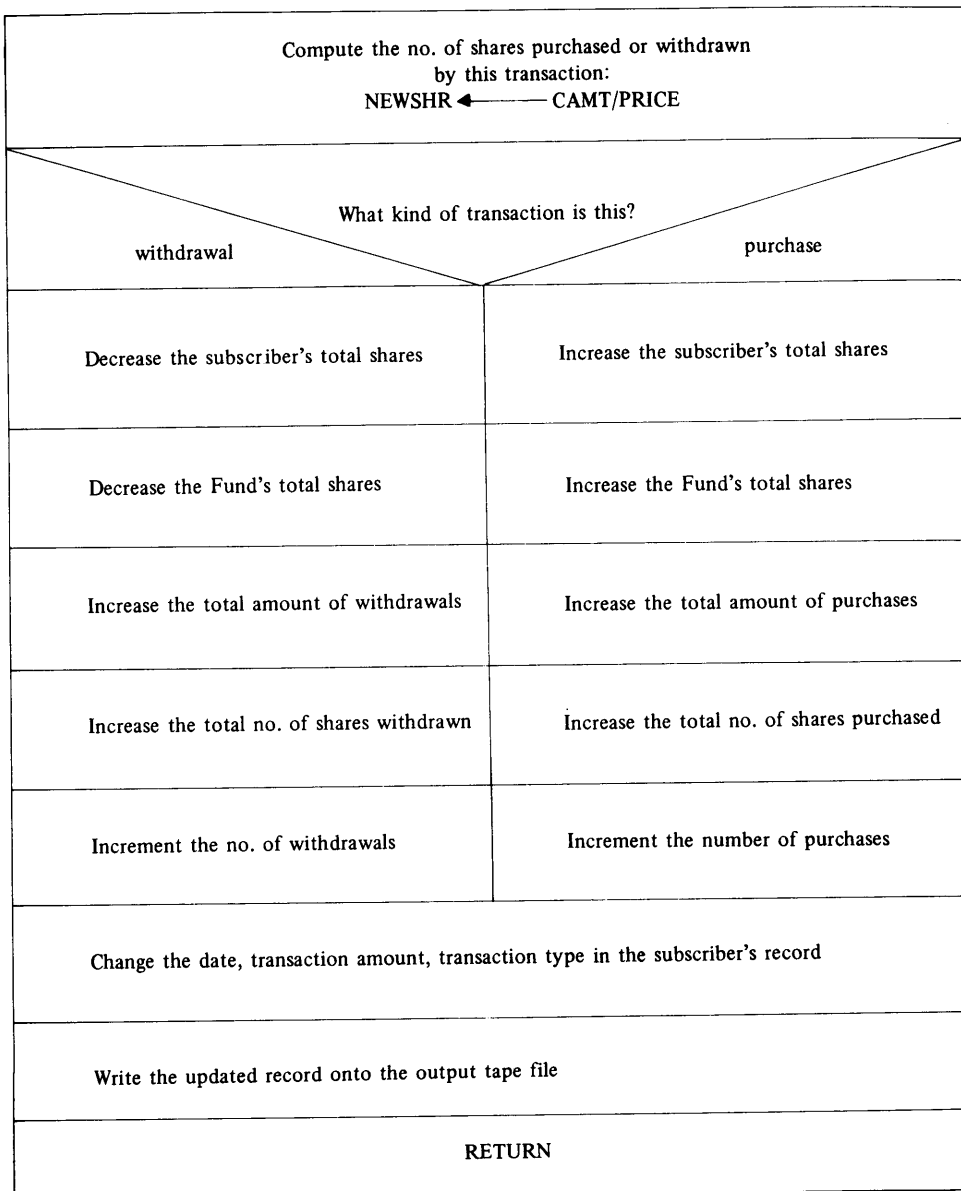 Compute the no. of shares purchased or withdrawn
by this transaction:
NEWSHR ← CAMT/PRICE
What kind of transaction is this?
withdrawal
purchase
Decrease the subscriber's total shares
Increase the subscriber's total shares
Decrease the Fund's total shares
Increase the Fund's total shares
Increase the total amount of withdrawals
Increase the total amount of purchases
Increase the total no. of shares withdrawn
Increase the total no. of shares purchased
Increment the no. of withdrawals
Increment the number of purchases
Change the date, transaction amount, transaction type in the subscriber's record
Write the updated record onto the output tape file
RETURN